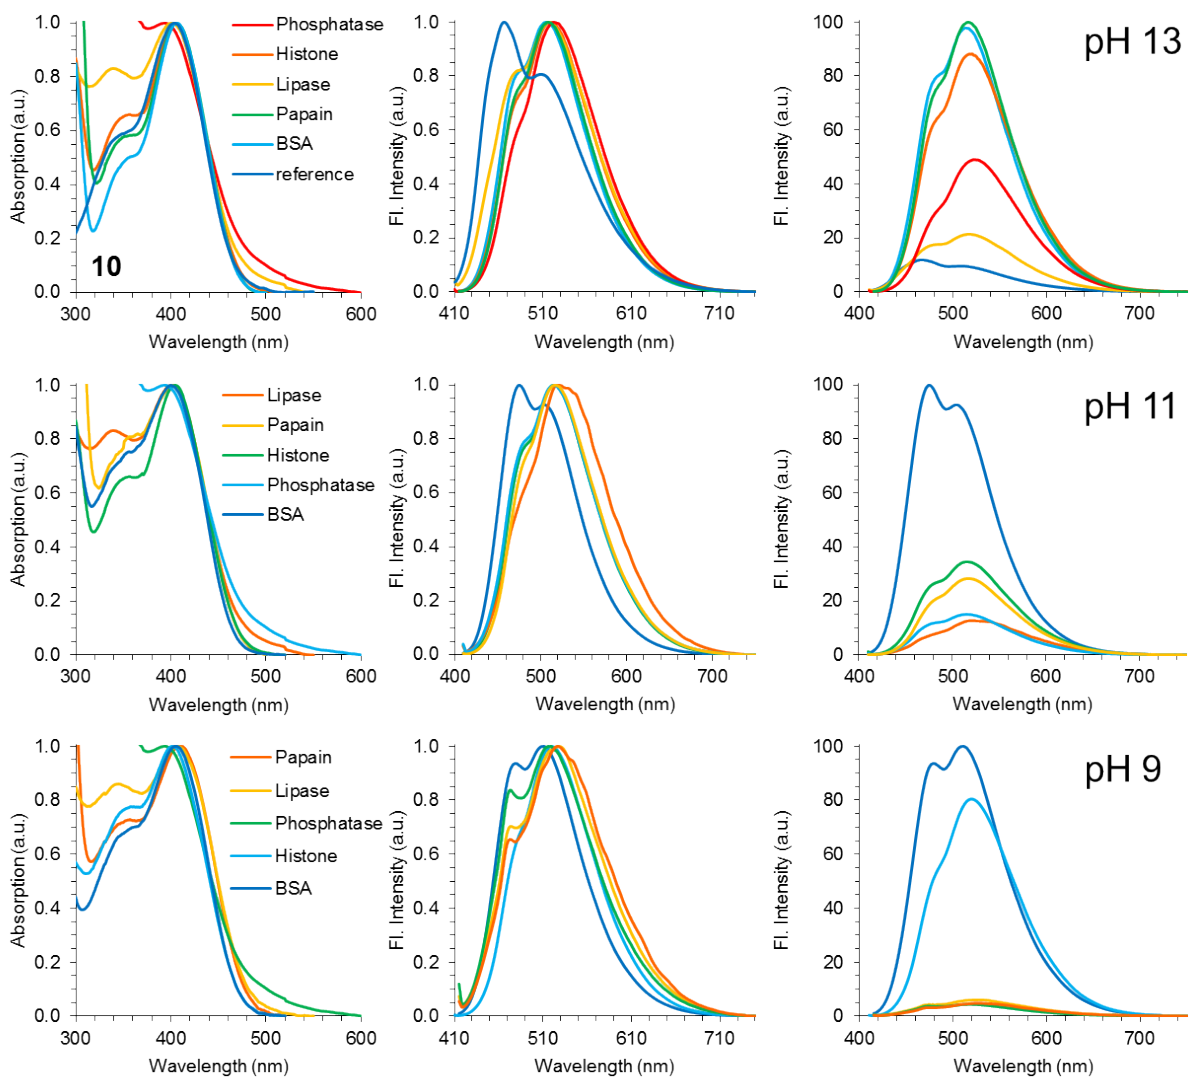 1.0
0.8
0.6
0.4
0.2
0.0
300
400
500
600
Absorption (a.u.)
Wavelength (nm)
10
Phosphatase
Histone
Lipase
Papain
BSA
reference
1.0
0.8
0.6
0.4
0.2
0.0
410
510
610
710
Fl. Intensity (a.u.)
Wavelength (nm)
100
80
60
40
20
0
400
500
600
700
Fl. Intensity (a.u.)
Wavelength (nm)
pH 13
1.0
0.8
0.6
0.4
0.2
0.0
300
400
500
600
Absorption (a.u.)
Wavelength (nm)
Lipase
Papain
Histone
Phosphatase
BSA
1.0
0.8
0.6
0.4
0.2
0.0
400
500
600
700
Fl. Intensity (a.u.)
Wavelength (nm)
100
80
60
40
20
0
400
500
600
700
Fl. Intensity (a.u.)
Wavelength (nm)
pH 11
1.0
0.8
0.6
0.4
0.2
0.0
300
400
500
600
Absorption (a.u.)
Wavelength (nm)
Papain
Lipase
Phosphatase
Histone
BSA
1.0
0.8
0.6
0.4
0.2
0.0
410
510
610
710
Fl. Intensity (a.u.)
Wavelength (nm)
100
80
60
40
20
0
400
500
600
700
Fl. Intensity (a.u.)
Wavelength (nm)
pH 9